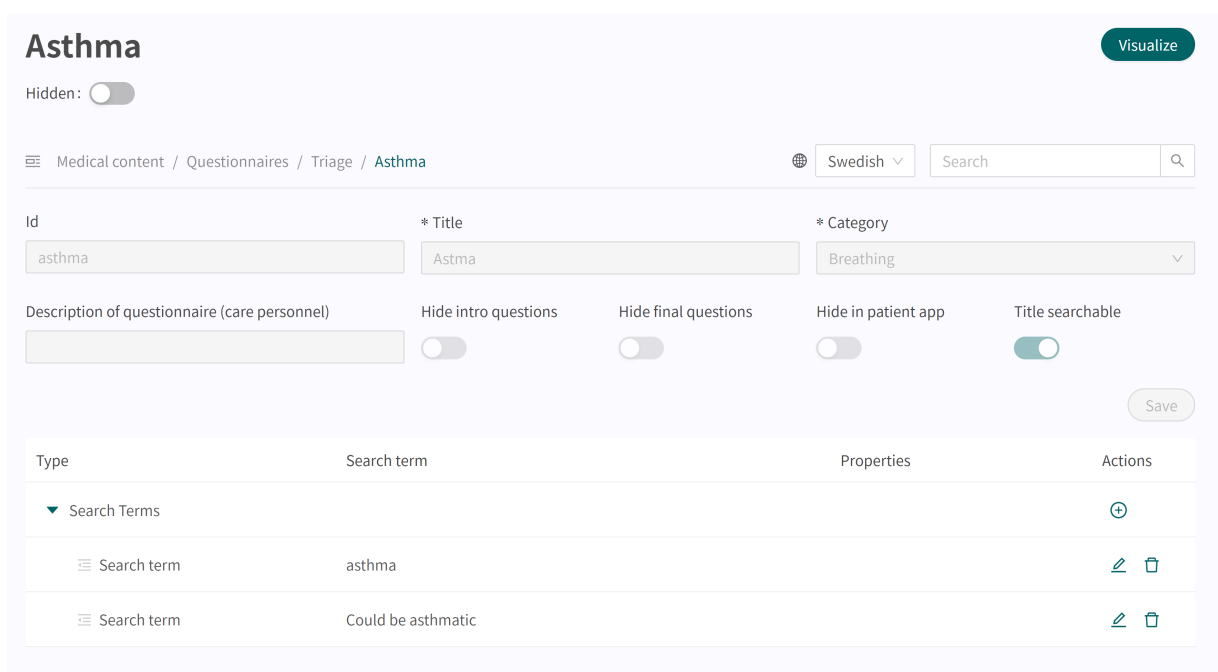 Asthma
Visualize
Hidden:
Medical content / Questionnaires / Triage / Asthma
Swedish
Search
Id
* Title
* Category
asthma
Astma
Breathing
Description of questionnaire (care personnel)
Hide intro questions
Hide final questions
Hide in patient app
Title searchable
Save
Type Search term Properties Actions
Search Terms
Search term asthma
Search term Could be asthmatic